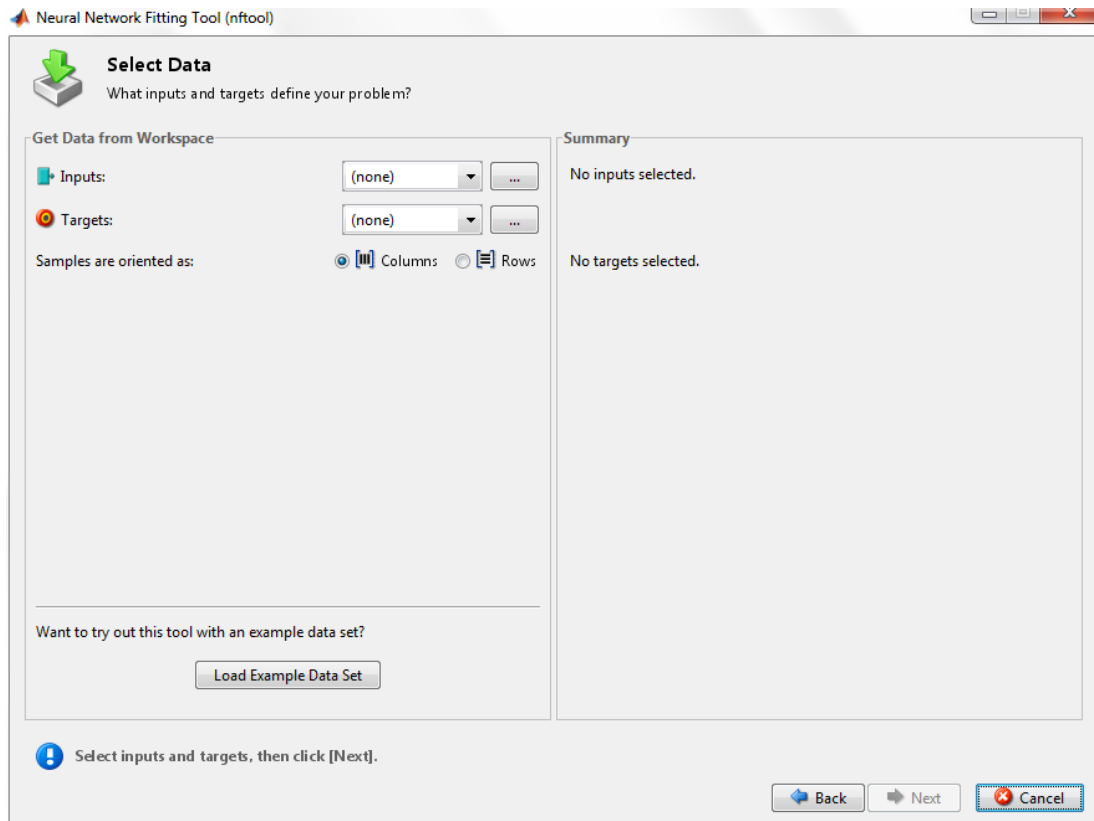 Neural Network Fitting Tool (nftool)
Select Data
What inputs and targets define your problem?
Get Data from Workspace
Inputs: (none) ...
Targets: (none) ...
Samples are oriented as: Columns Rows
Want to try out this tool with an example data set?
Load Example Data Set
Summary
No inputs selected.
No targets selected.
Select inputs and targets, then click [Next].
Back Next Cancel